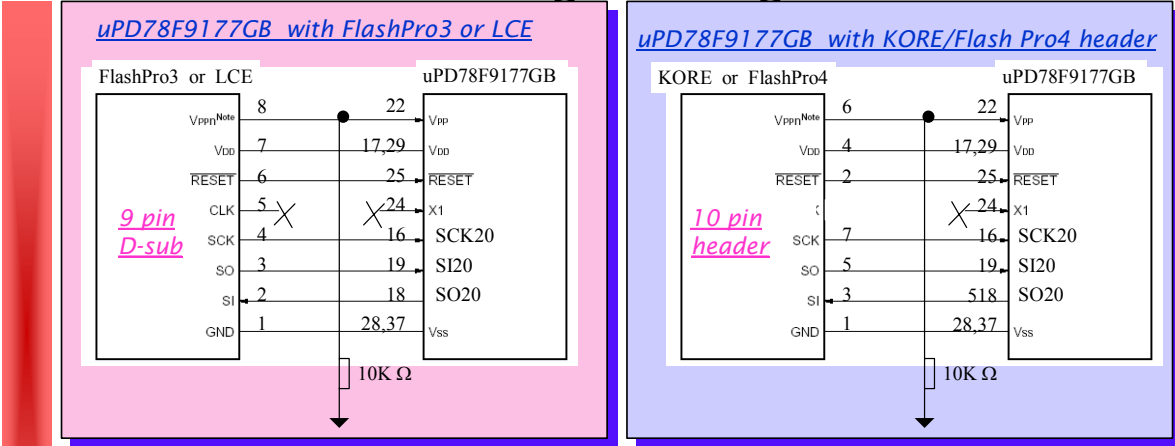 uPD78F9177GB with FlashPro3 or LCE
FlashPro3 or LCE uPD78F9177GB
VPPnNote 8 22 VPP
VDD 7 17,29 VDD
RESET 6 25 RESET
CLK 5 24 X1
9 pin
D-sub
SCK 4 16 SCK20
SO 3 19 SI20
SI 2 18 SO20
GND 1 28,37 VSS
10K Ω
uPD78F9177GB with KORE/Flash Pro4 header
KORE or FlashPro4 uPD78F9177GB
VPPnNote 6 22 VPP
VDD 4 17,29 VDD
RESET 2 25 RESET
24 X1
10 pin
header
SCK 7 16 SCK20
SO 5 19 SI20
SI 3 518 SO20
GND 1 28,37 VSS
10K Ω